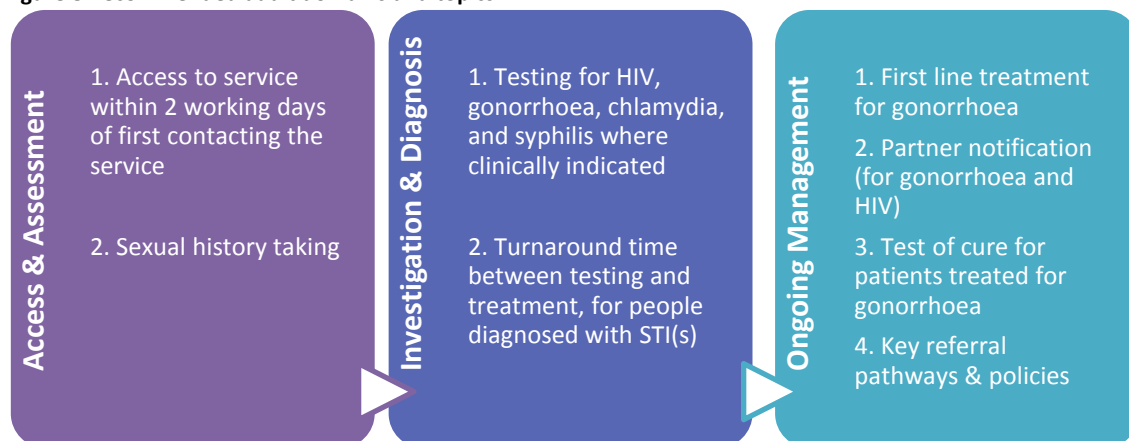 Access & Assessment
1. Access to service
within 2 working days
of first contacting the
service
2. Sexual history taking
Investigation & Diagnosis
1. Testing for HIV,
gonorrhoea, chlamydia,
and syphilis where
clinically indicated
2. Turnaround time
between testing and
treatment, for people
diagnosed with STI(s)
Ongoing Management
1. First line treatment
for gonorrhoea
2. Partner notification
(for gonorrhoea and
HIV)
3. Test of cure for
patients treated for
gonorrhoea
4. Key referral
pathways & policies